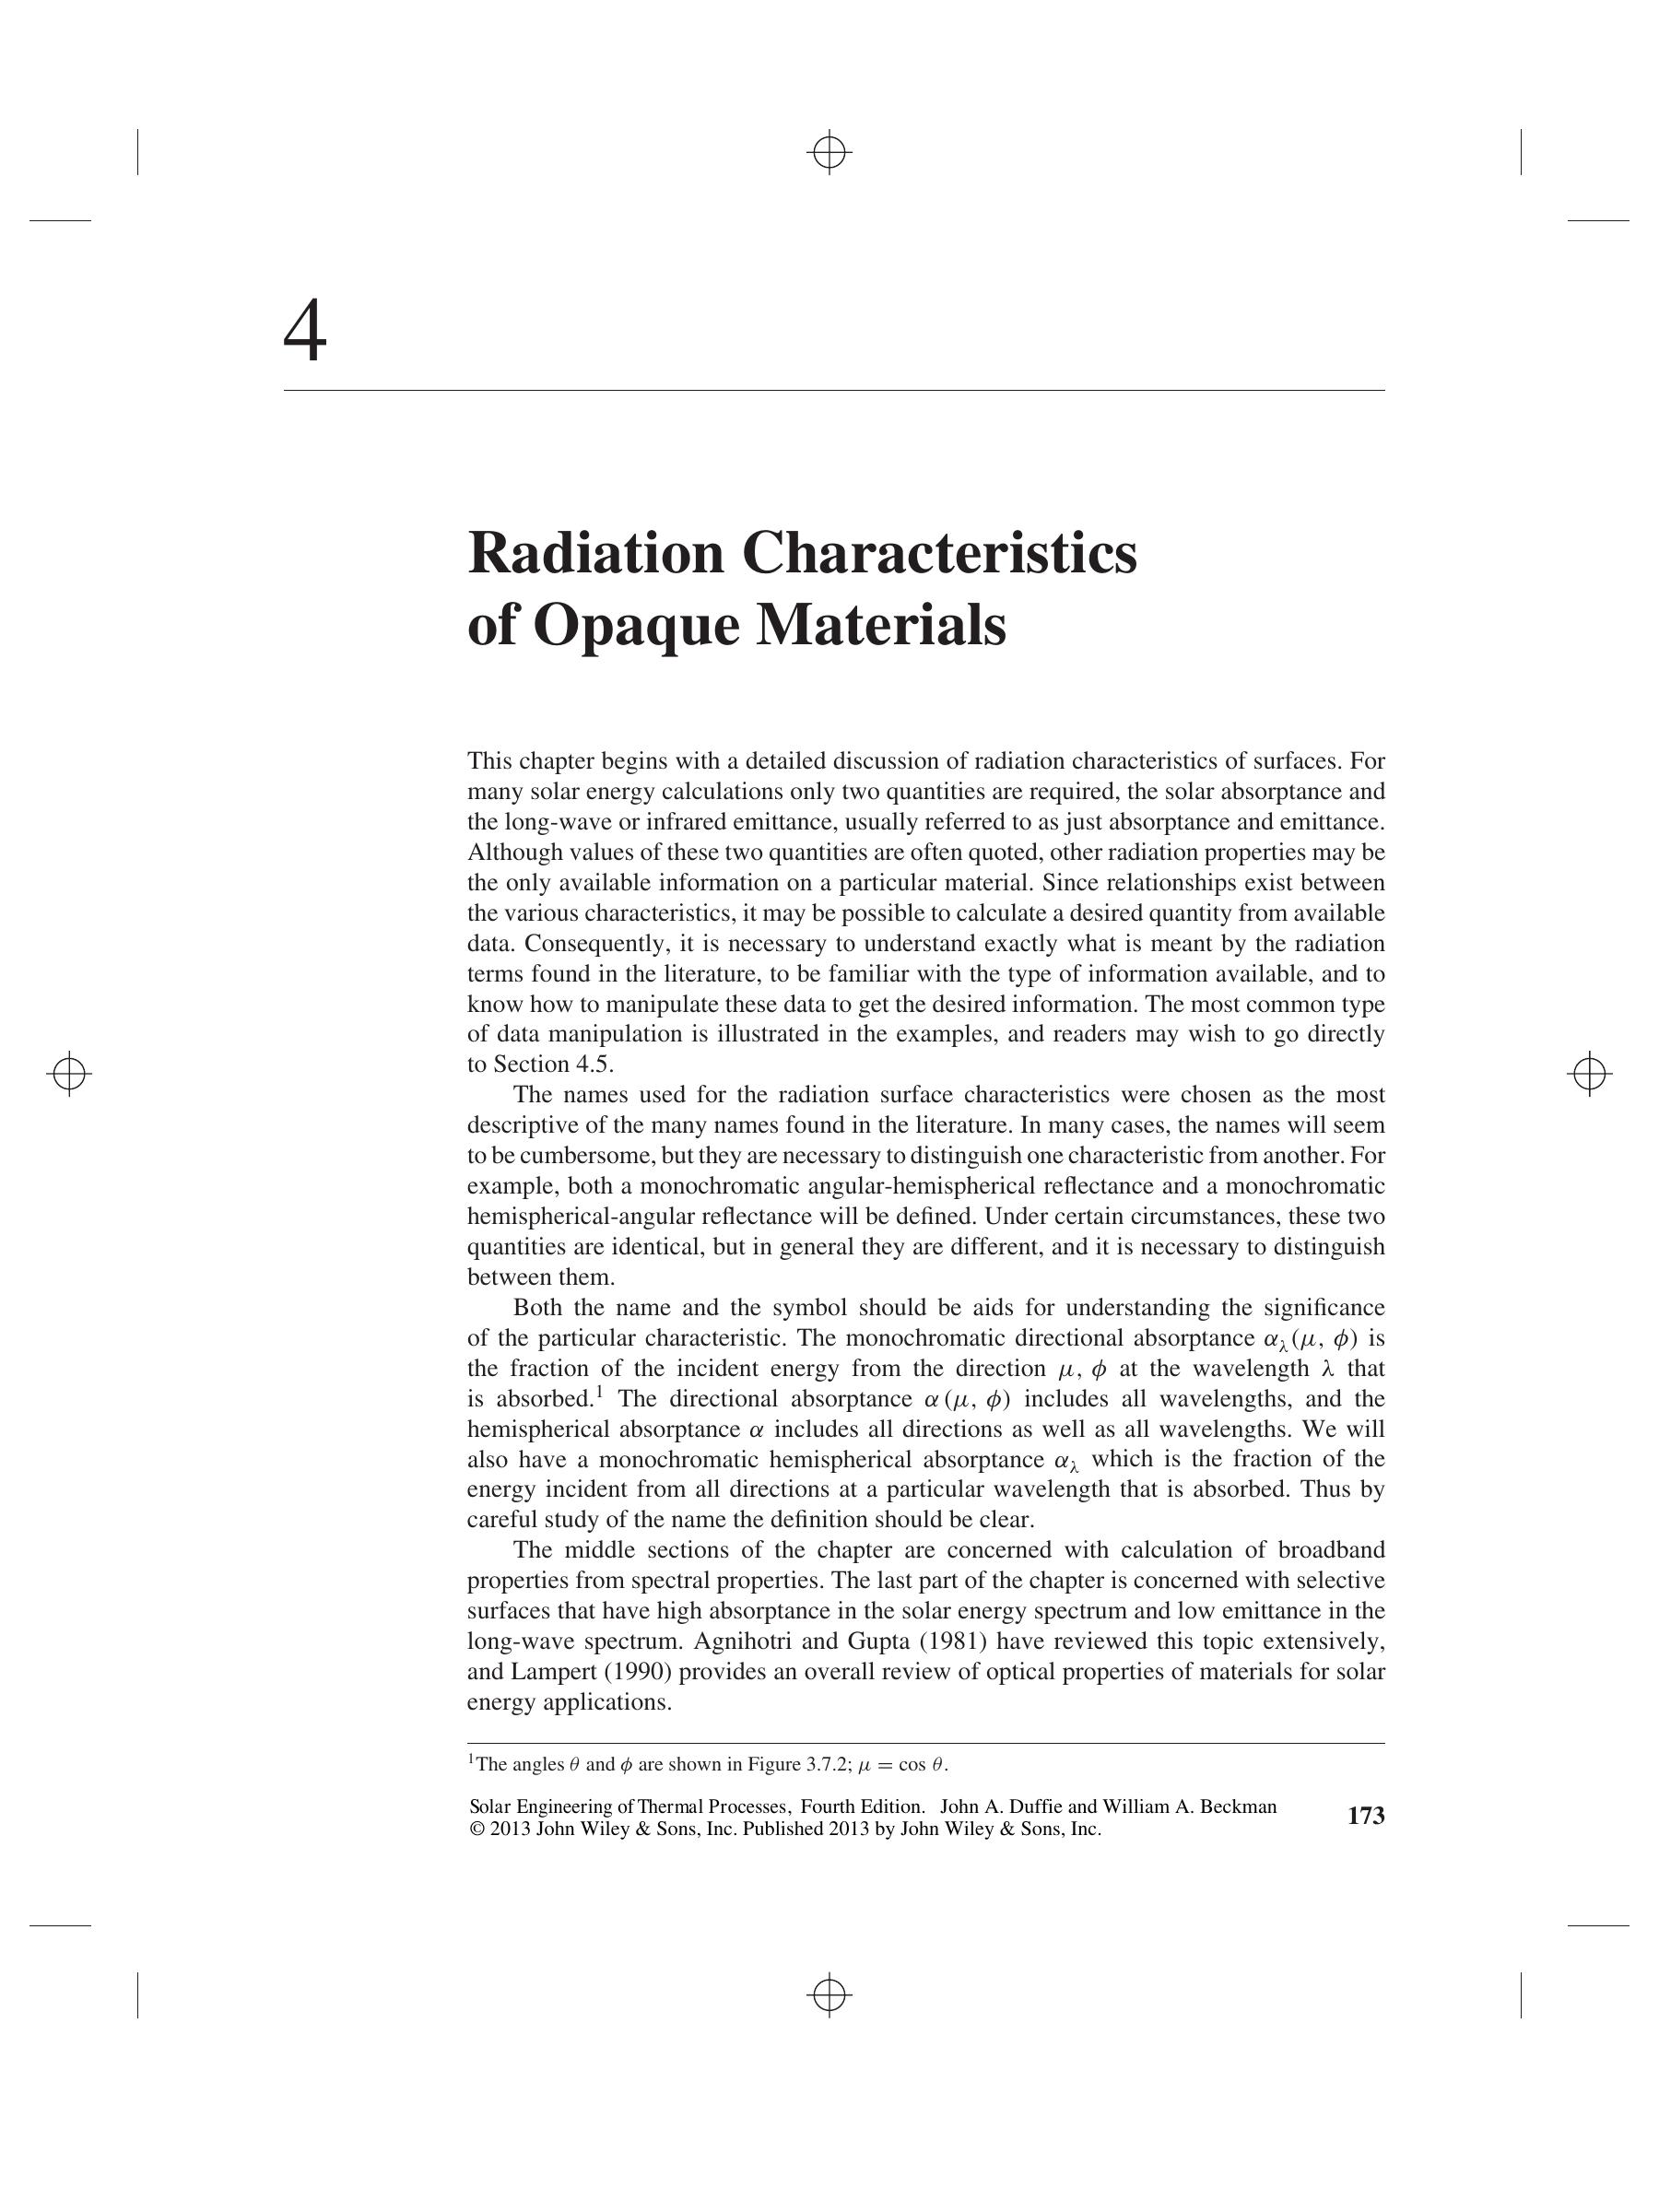 4
Radiation Characteristics
of Opaque Materials
This chapter begins with a detailed discussion of radiation characteristics of surfaces. For
many solar energy calculations only two quantities are required, the solar absorptance and
the long-wave or infrared emittance, usually referred to as just absorptance and emittance.
Although values of these two quantities are often quoted, other radiation properties may be
the only available information on a particular material. Since relationships exist between
the various characteristics, it may be possible to calculate a desired quantity from available
data. Consequently, it is necessary to understand exactly what is meant by the radiation
terms found in the literature, to be familiar with the type of information available, and to
know how to manipulate these data to get the desired information. The most common type
of data manipulation is illustrated in the examples, and readers may wish to go directly
to Section 4.5.
The names used for the radiation surface characteristics were chosen as the most
descriptive of the many names found in the literature. In many cases, the names will seem
to be cumbersome, but they are necessary to distinguish one characteristic from another. For
example, both a monochromatic angular-hemispherical reflectance and a monochromatic
hemispherical-angular reflectance will be defined. Under certain circumstances, these two
quantities are identical, but in general they are different, and it is necessary to distinguish
between them.
Both the name and the symbol should be aids for understanding the significance
of the particular characteristic. The monochromatic directional absorptance α_λ(μ, ϕ) is
the fraction of the incident energy from the direction μ, ϕ at the wavelength λ that
is absorbed.¹ The directional absorptance α(μ, ϕ) includes all wavelengths, and the
hemispherical absorptance α includes all directions as well as all wavelengths. We will
also have a monochromatic hemispherical absorptance α_λ which is the fraction of the
energy incident from all directions at a particular wavelength that is absorbed. Thus by
careful study of the name the definition should be clear.
The middle sections of the chapter are concerned with calculation of broadband
properties from spectral properties. The last part of the chapter is concerned with selective
surfaces that have high absorptance in the solar energy spectrum and low emittance in the
long-wave spectrum. Agnihotri and Gupta (1981) have reviewed this topic extensively,
and Lampert (1990) provides an overall review of optical properties of materials for solar
energy applications.
¹The angles θ and ϕ are shown in Figure 3.7.2; μ = cos θ.
Solar Engineering of Thermal Processes, Fourth Edition. John A. Duffie and William A. Beckman
© 2013 John Wiley & Sons, Inc. Published 2013 by John Wiley & Sons, Inc.
173